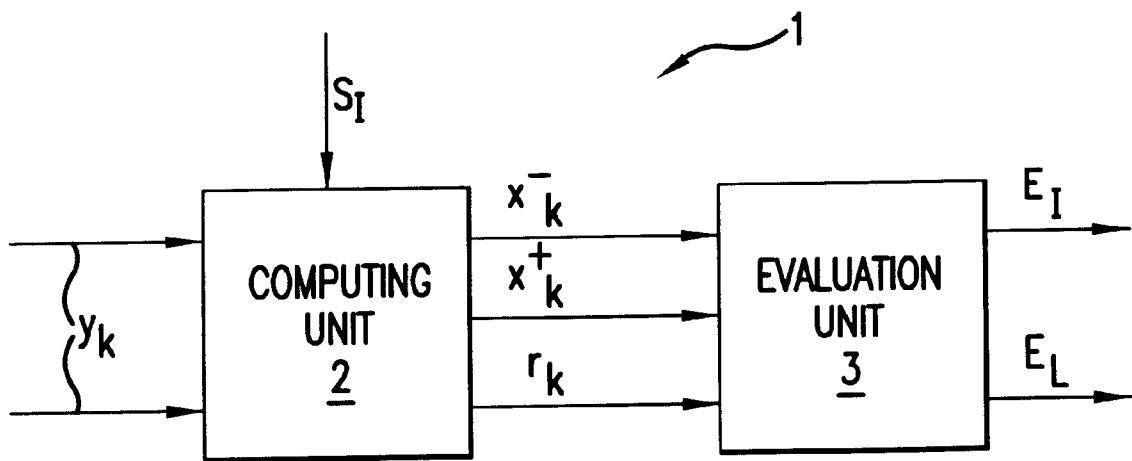 1
S_I
x^-_k
E_I
x^+_k
COMPUTING
UNIT
2
EVALUATION
UNIT
3
y_k
r_k
E_L